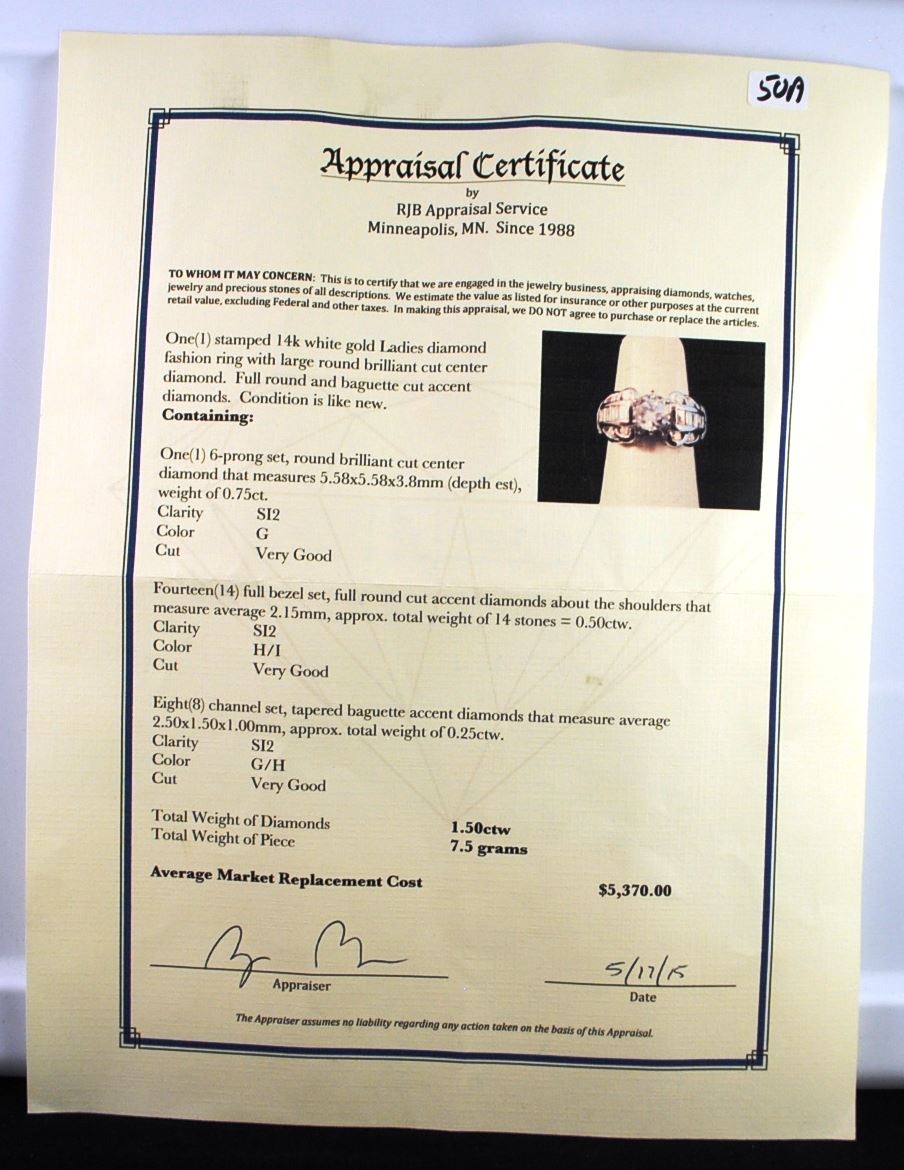 50A
Appraisal Certificate
by
RJB Appraisal Service
Minneapolis, MN. Since 1988
TO WHOM IT MAY CONCERN: This is to certify that we are engaged in the jewelry business, appraising diamonds, watches,
jewelry and precious stones of all descriptions. We estimate the value as listed for insurance or other purposes at the current
retail value, excluding Federal and other taxes. In making this appraisal, we DO NOT agree to purchase or replace the articles.
One(1) stamped 14k white gold Ladies diamond
fashion ring with large round brilliant cut center
diamond. Full round and baguette cut accent
diamonds. Condition is like new.
Containing:
One(1) 6-prong set, round brilliant cut center
diamond that measures 5.58x5.58x3.8mm (depth est),
weight of 0.75ct.
Clarity SI2
Color G
Cut Very Good
Fourteen(14) full bezel set, full round cut accent diamonds about the shoulders that
measure average 2.15mm, approx. total weight of 14 stones = 0.50ctw.
Clarity SI2
Color H/I
Cut Very Good
Eight(8) channel set, tapered baguette accent diamonds that measure average
2.50x1.50x1.00mm, approx. total weight of 0.25ctw.
Clarity SI2
Color G/H
Cut Very Good
Total Weight of Diamonds 1.50ctw
Total Weight of Piece 7.5 grams
Average Market Replacement Cost $5,370.00
5/17/15
Appraiser Date
The Appraiser assumes no liability regarding any action taken on the basis of this Appraisal.